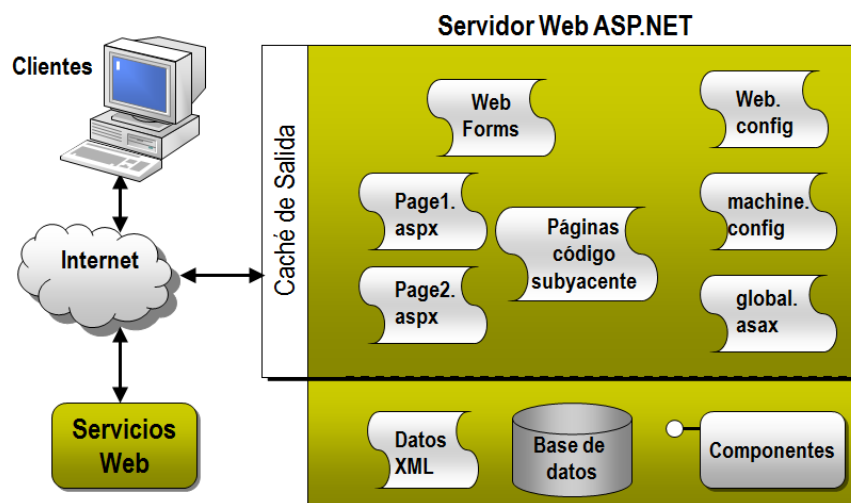 Servidor Web ASP.NET
Clientes
Internet
Servicios
Web
Caché de Salida
Web
Forms
Web.
config
Page1.
aspx
Páginas
código
subyacente
machine.
config
Page2.
aspx
global.
asax
Datos
XML
Base de
datos
Componentes